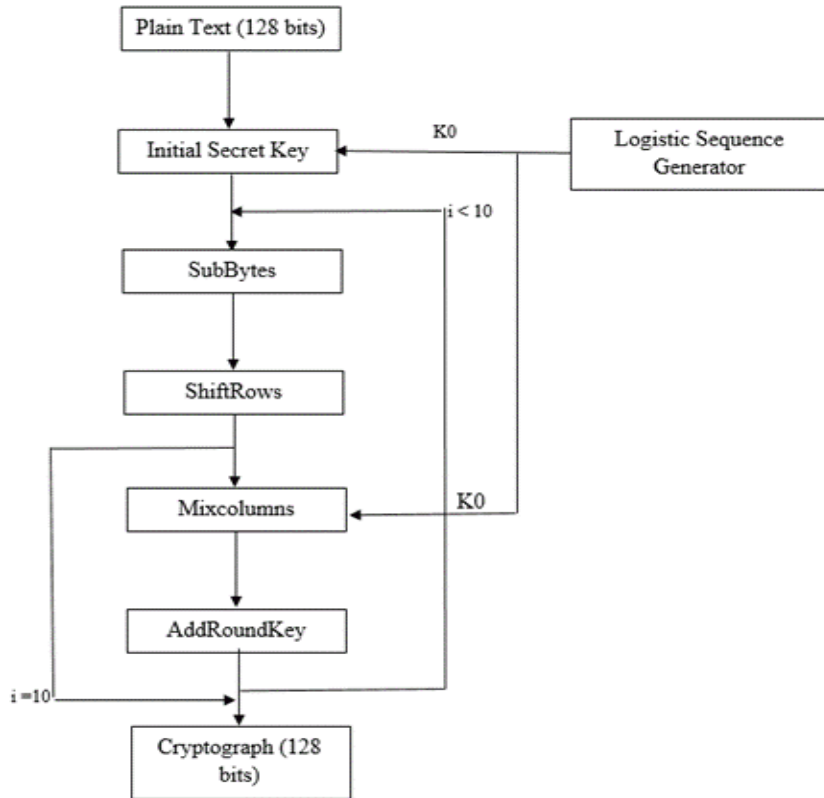 Plain Text (128 bits)
K0
Initial Secret Key
Logistic Sequence
Generator
i < 10
SubBytes
ShiftRows
Mixcolumns
K0
AddRoundKey
i =10
Cryptograph (128
bits)